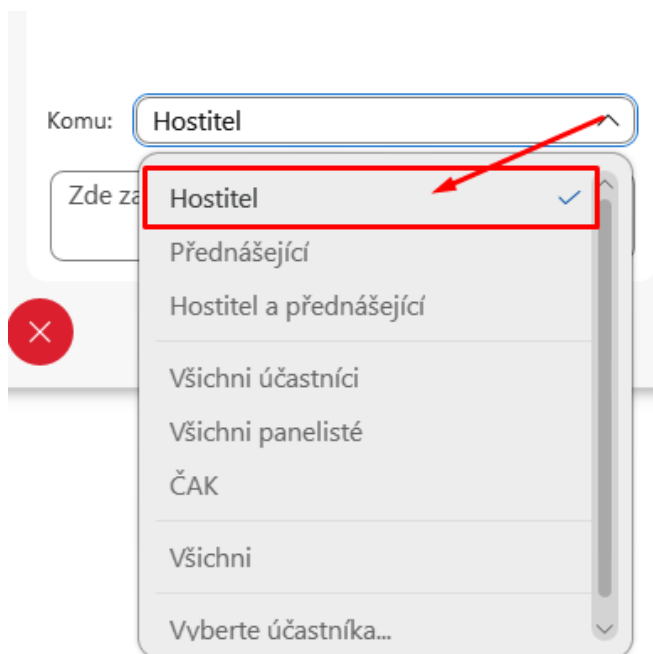 Komu: Hostitel
Zde za
Hostitel
Přednášející
Hostitel a přednášející
Všichni účastníci
Všichni panelisté
ČAK
Všichni
Vyberte účastníka...